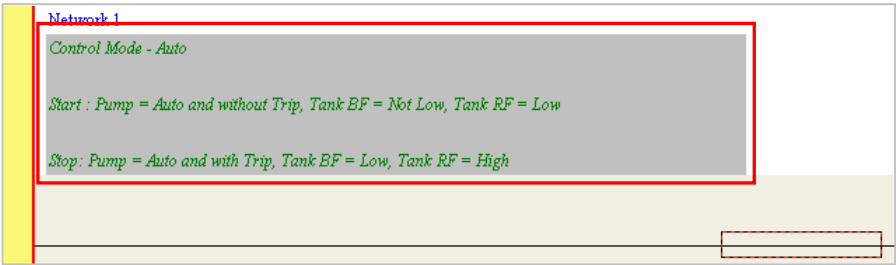 Network 1
Control Mode - Auto
Start : Pump = Auto and without Trip, Tank BF = Not Low, Tank RF = Low
Stop: Pump = Auto and with Trip, Tank BF = Low, Tank RF = High